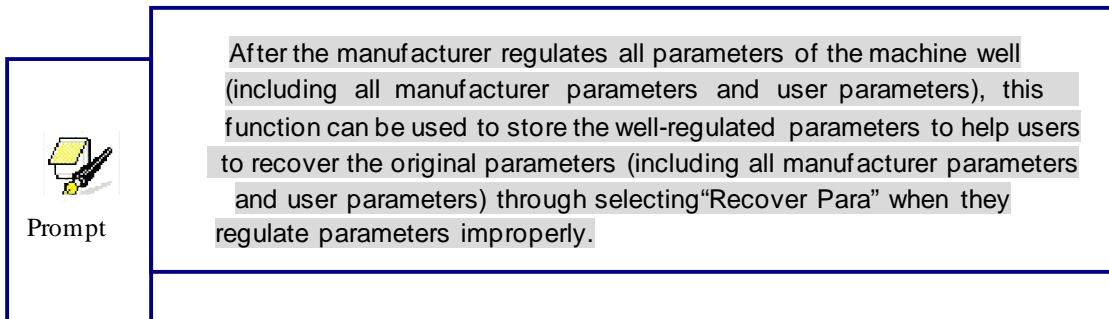 After the manufacturer regulates all parameters of the machine well
(including all manufacturer parameters and user parameters), this
function can be used to store the well-regulated parameters to help users
to recover the original parameters (including all manufacturer parameters
and user parameters) through selecting“Recover Para” when they
regulate parameters improperly.
Prompt